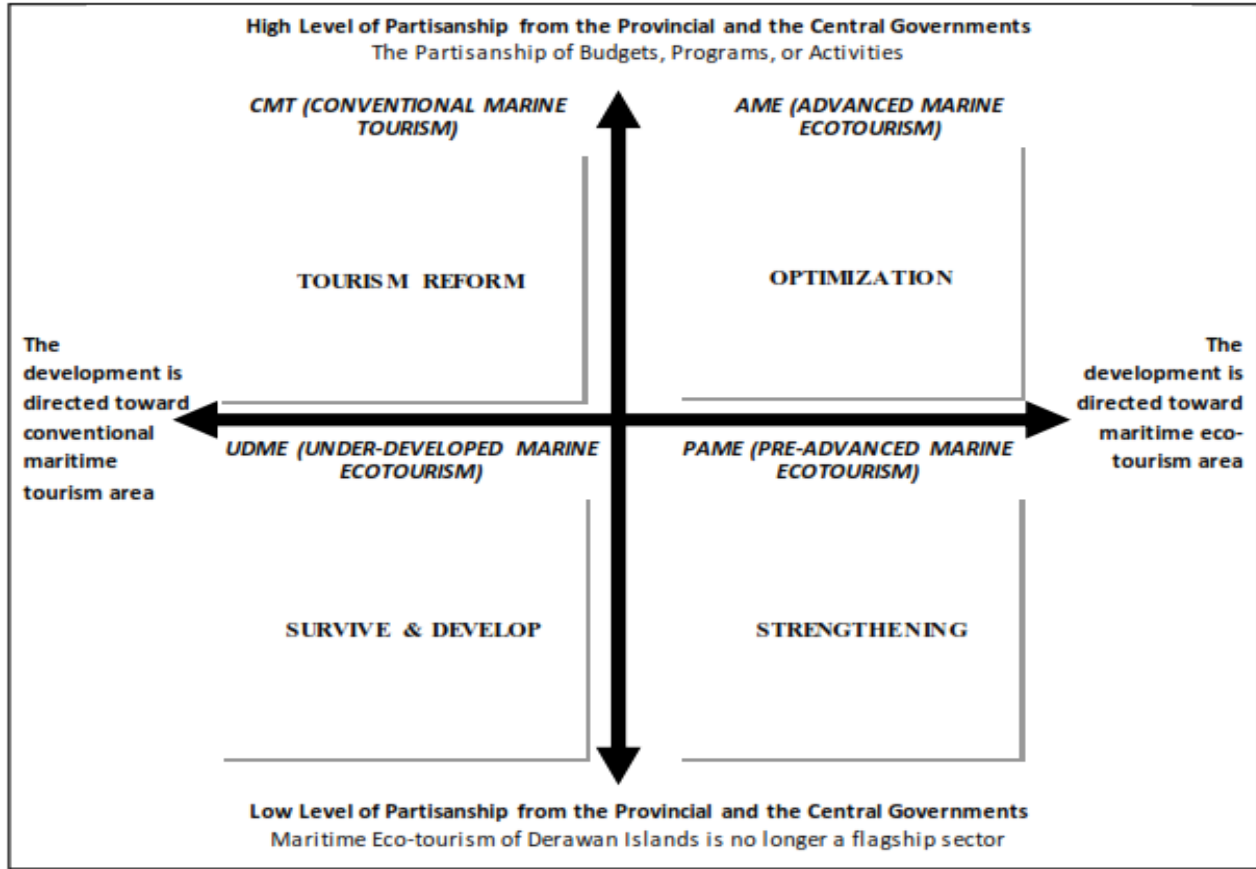 High Level of Partisanship from the Provincial and the Central Governments
The Partisanship of Budgets, Programs, or Activities
CMT (CONVENTIONAL MARINE
TOURISM)
AME (ADVANCED MARINE
ECOTOURISM)
TOURISM REFORM
OPTIMIZATION
The
development is
directed toward
conventional
maritime
tourism area
The
development is
directed toward
maritime eco-
tourism area
UDME (UNDER-DEVELOPED MARINE
ECOTOURISM)
PAME (PRE-ADVANCED MARINE
ECOTOURISM)
SURVIVE & DEVELOP
STRENGTHENING
Low Level of Partisanship from the Provincial and the Central Governments
Maritime Eco-tourism of Derawan Islands is no longer a flagship sector